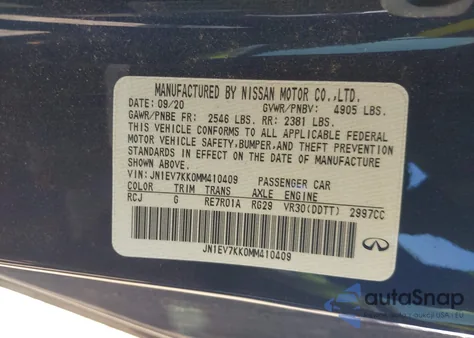 MANUFACTURED BY NISSAN MOTOR CO.,LTD.
DATE: 09/20 GVWR/PNBV: 4905 LBS.
GAWR/PNBE FR: 2546 LBS. RR: 2381 LBS.
THIS VEHICLE CONFORMS TO ALL APPLICABLE FEDERAL
MOTOR VEHICLE SAFETY,BUMPER,AND THEFT PREVENTION
STANDARDS IN EFFECT ON THE DATE OF MANUFACTURE
SHOWN ABOVE.
VIN: JN1EV7KK0MM410409 PASSENGER CAR
COLOR TRIM TRANS AXLE ENGINE
RCJ G RE7R01A RG29 VR30(DDTT) 2997CC
JN1EV7KK0MM410409
INFINITI
autoSnap